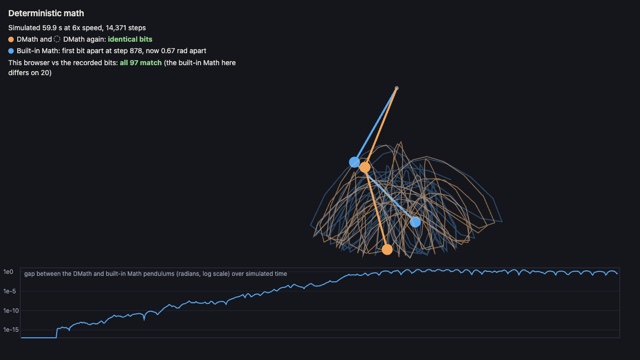 Deterministic math
Simulated 59.9 s at 6x speed, 14,371 steps
DMath and DMath again: identical bits
Built-in Math: first bit apart at step 878, now 0.67 rad apart
This browser vs the recorded bits: all 97 match (the built-in Math here
differs on 20)
gap between the DMath and built-in Math pendulums (radians, log scale) over simulated time
1e0
1e-5
1e-10
1e-15